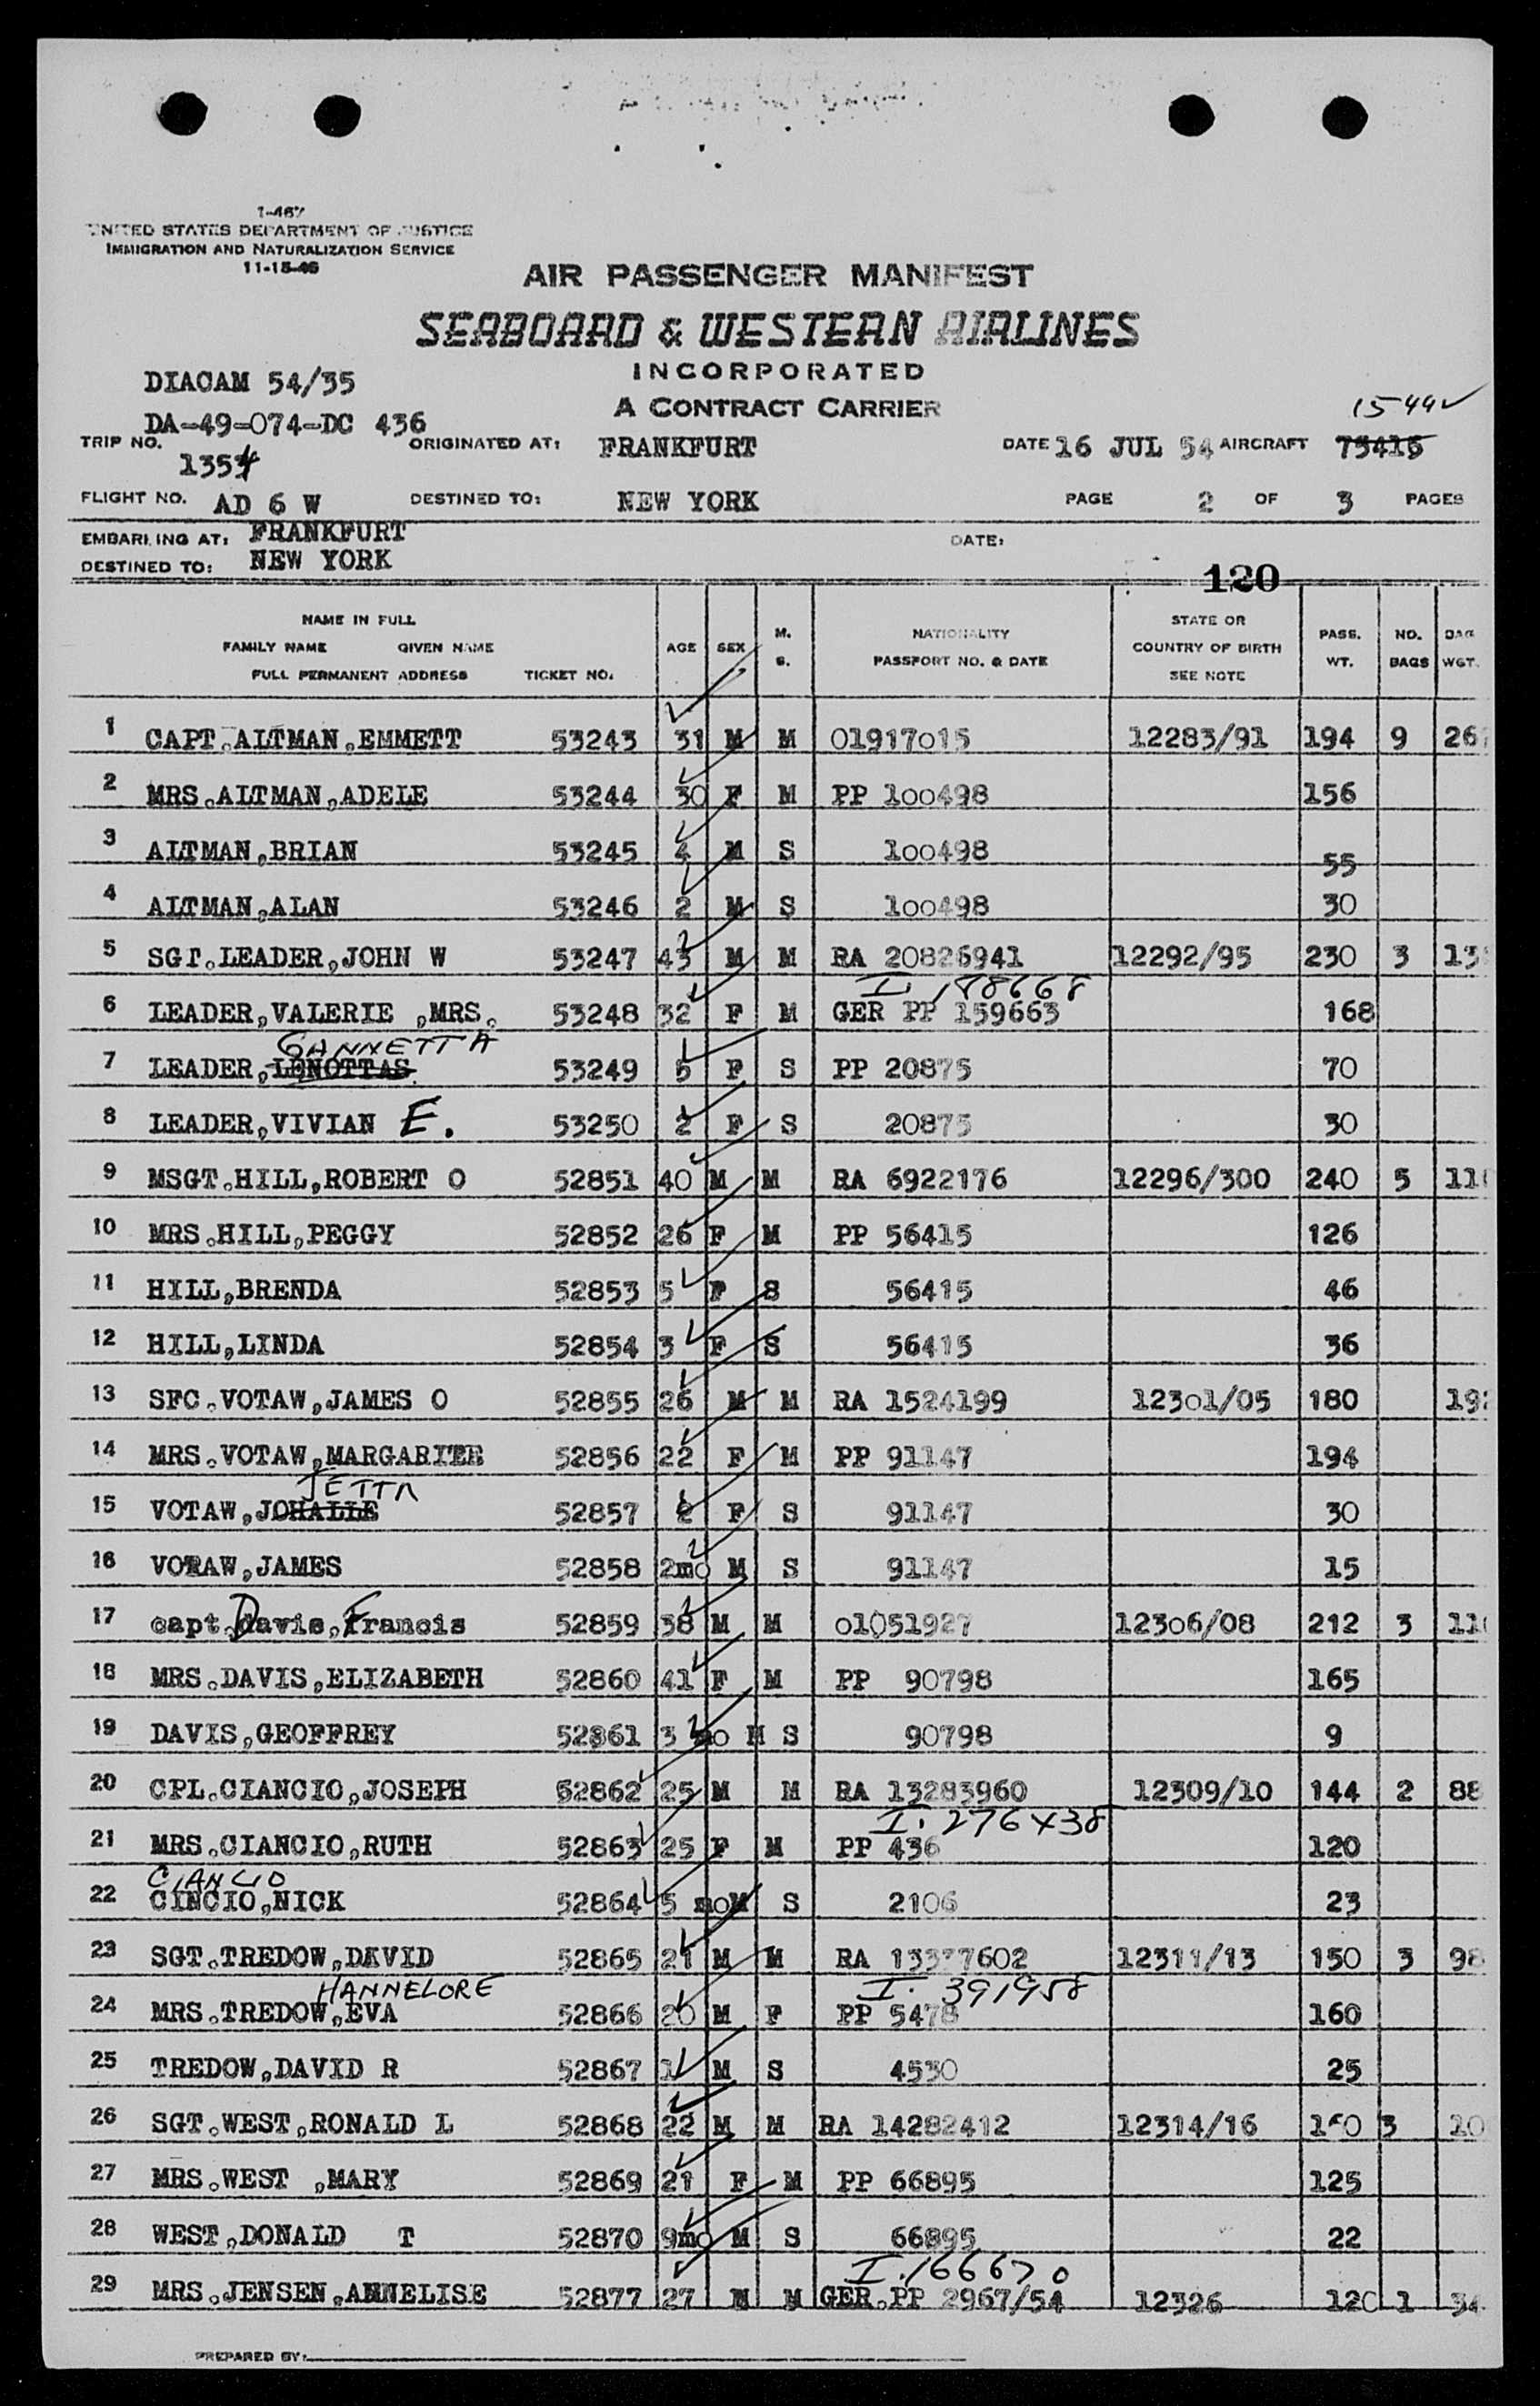 I-467
UNITED STATES DEPARTMENT OF JUSTICE
IMMIGRATION AND NATURALIZATION SERVICE
11-15-46
AIR PASSENGER MANIFEST
SEABOARD & WESTERN AIRLINES
INCORPORATED
A CONTRACT CARRIER
DIACAM 54/35
DA-49-074-DC 436
1544V
TRIP NO. 1354 ORIGINATED AT: FRANKFURT DATE 16 JUL 54 AIRCRAFT 73415
FLIGHT NO. AD 6 W DESTINED TO: NEW YORK PAGE 2 OF 3 PAGES
EMBARKING AT: FRANKFURT DATE:
DESTINED TO: NEW YORK
120
NAME IN FULL FAMILY NAME GIVEN NAME FULL PERMANENT ADDRESS TICKET NO. AGE SEX M. S. NATIONALITY PASSPORT NO. & DATE STATE OR COUNTRY OF BIRTH SEE NOTE PASS. WT. NO. BAGS BAG WGT.
1 CAPT.ALTMAN,EMMETT 53243 31 M M 01917015 12283/91 194 9 26
2 MRS.ALTMAN,ADELE 53244 30 F M PP 100498 156
3 ALTMAN,BRIAN 53245 4 M S 100498 55
4 ALTMAN,ALAN 53246 2 M S 100498 30
5 SGT.LEADER,JOHN W 53247 43 M M RA 20826941 12292/95 230 3 13
I. 188668
6 LEADER,VALERIE ,MRS. 53248 32 F M GER PP 159663 168
GANNETTA
7 LEADER,LENOTTAS 53249 5 F S PP 20875 70
8 LEADER,VIVIAN E. 53250 2 F S 20875 30
9 MSGT.HILL,ROBERT O 52851 40 M M RA 6922176 12296/300 240 5 11
10 MRS.HILL,PEGGY 52852 26 F M PP 56415 126
11 HILL,BRENDA 52853 5 F S 56415 46
12 HILL,LINDA 52854 3 F S 56415 36
13 SFC.VOTAW,JAMES O 52855 26 M M RA 1524199 12301/05 180 19
14 MRS.VOTAW,MARGARITE 52856 22 F M PP 91147 194
JETTA
15 VOTAW,JOHALLE 52857 2 F S 91147 30
16 VOTAW,JAMES 52858 2mo M S 91147 15
17 capt.Davis,Francis 52859 38 M M 01051927 12306/08 212 3 11
18 MRS.DAVIS,ELIZABETH 52860 41 F M PP 90798 165
19 DAVIS,GEOFFREY 52861 3 mo M S 90798 9
20 CPL.CIANCIO,JOSEPH 52862 25 M M RA 13283960 12309/10 144 2 88
I. 276438
21 MRS.CIANCIO,RUTH 52863 25 F M PP 436 120
CIANCIO
22 CINCIO,NICK 52864 5 mo M S 2106 23
23 SGT.TREDOW,DAVID 52865 21 M M RA 13377602 12311/13 150 3 98
HANNELORE I. 391958
24 MRS.TREDOW,EVA 52866 20 M F PP 5478 160
25 TREDOW,DAVID R 52867 1 M S 4530 25
26 SGT.WEST,RONALD L 52868 22 M M RA 14282412 12314/16 3 10
27 MRS.WEST ,MARY 52869 21 F M PP 66895 125
28 WEST,DONALD T 52870 9mo M S 66895 22
I. 166670
29 MRS.JENSEN.ANNELISE 52877 27 M M GER.PP 2967/54 12326 120 1 34
PREPARED BY: